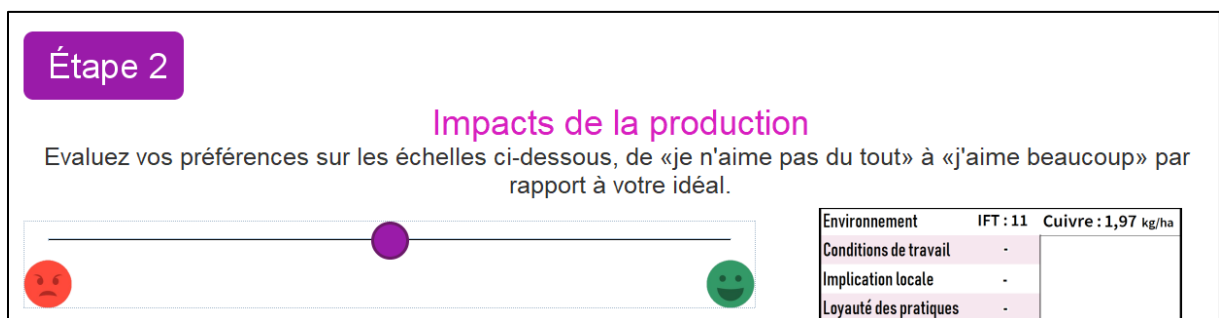 Étape 2
Impacts de la production
Evaluez vos préférences sur les échelles ci-dessous, de «je n'aime pas du tout» à «j'aime beaucoup» par
rapport à votre idéal.
Environnement IFT : 11 Cuivre : 1,97 kg/ha
Conditions de travail -
Implication locale -
Loyauté des pratiques -